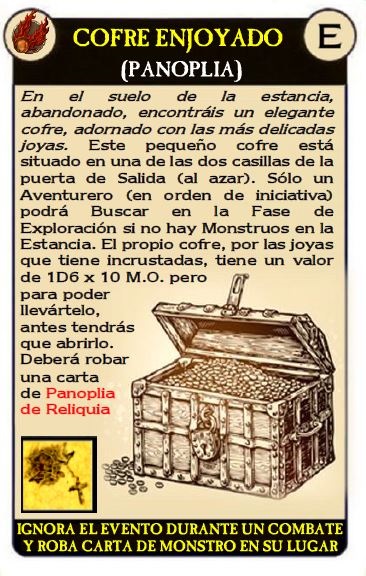 COFRE ENJOYADO
E
(PANOPLIA)
En el suelo de la estancia,
abandonado, encontráis un elegante
cofre, adornado con las más delicadas
joyas. Este pequeño cofre está
situado en una de las dos casillas de la
puerta de Salida (al azar). Sólo un
Aventurero (en orden de iniciativa)
podrá Buscar en la Fase de
Exploración si no hay Monstruos en la
Estancia. El propio cofre, por las joyas
que tiene incrustadas, tiene un valor
de 1D6 x 10 M.O. pero
para poder
llevártelo,
antes tendrás
que abrirlo.
Deberá robar
una carta
de Panoplia
de Reliquia
IGNORA EL EVENTO DURANTE UN COMBATE
Y ROBA CARTA DE MONSTRO EN SU LUGAR